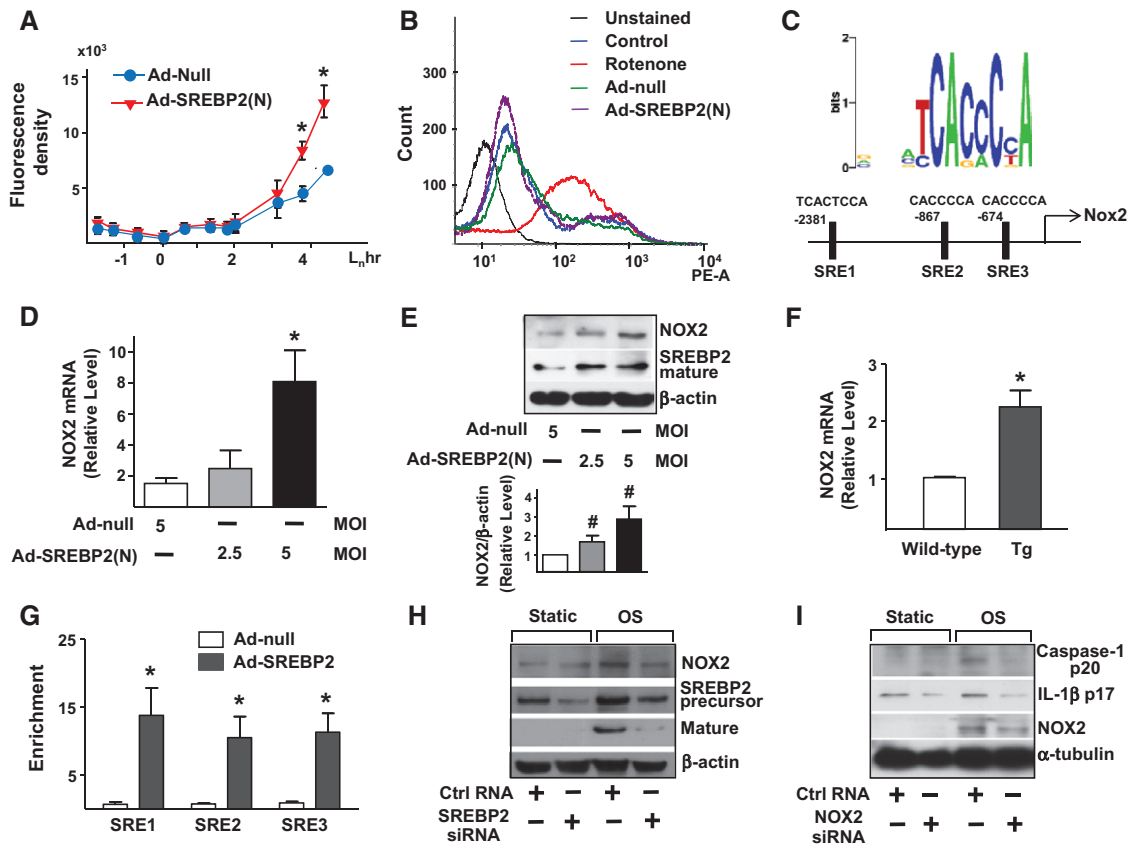 A
x10³
Fluorescence density
15
10
5
Ad-Null
Ad-SREBP2(N)
*
*
-1 0 2 4 Lnhr
B
Count
300
200
100
Unstained
Control
Rotenone
Ad-null
Ad-SREBP2(N)
10¹ 10² 10³ 10⁴
PE-A
C
bits
2
1
0
TCACCCCA
TCACTCCA CACCCCA CACCCCA
-2381 -867 -674
Nox2
SRE1 SRE2 SRE3
D
NOX2 mRNA (Relative Level)
10
8
6
4
2
*
Ad-null 5 — — MOI
Ad-SREBP2(N) — 2.5 5 MOI
E
NOX2
SREBP2 mature
β-actin
Ad-null 5 — — MOI
Ad-SREBP2(N) — 2.5 5 MOI
NOX2/β-actin (Relative Level)
4
3
2
1
# #
F
NOX2 mRNA (Relative Level)
3
2
1
*
Wild-type Tg
G
Enrichment
25
15
5
Ad-null
Ad-SREBP2
* * *
SRE1 SRE2 SRE3
H
Static OS
NOX2
SREBP2 precursor
Mature
β-actin
Ctrl RNA + — + —
SREBP2 siRNA — + — +
I
Static OS
Caspase-1 p20
IL-1β p17
NOX2
α-tubulin
Ctrl RNA + — + —
NOX2 siRNA — + — +